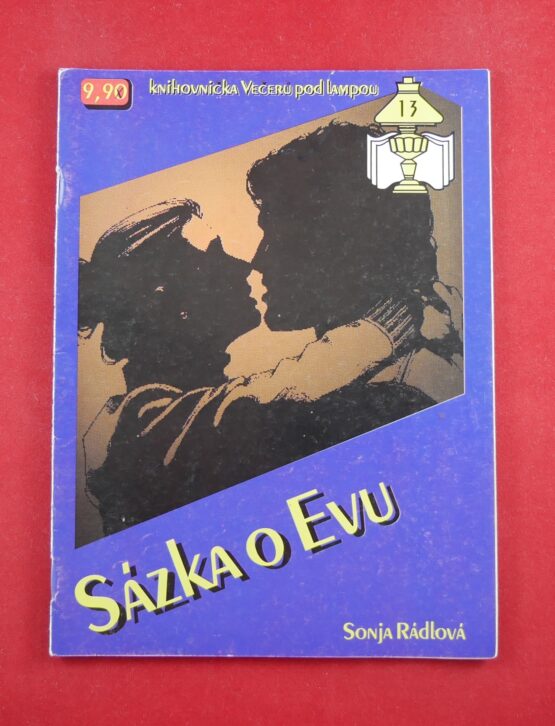 9,90
knihovnička Večerů pod lampou
13
Sázka o Evu
Sonja Rádlová